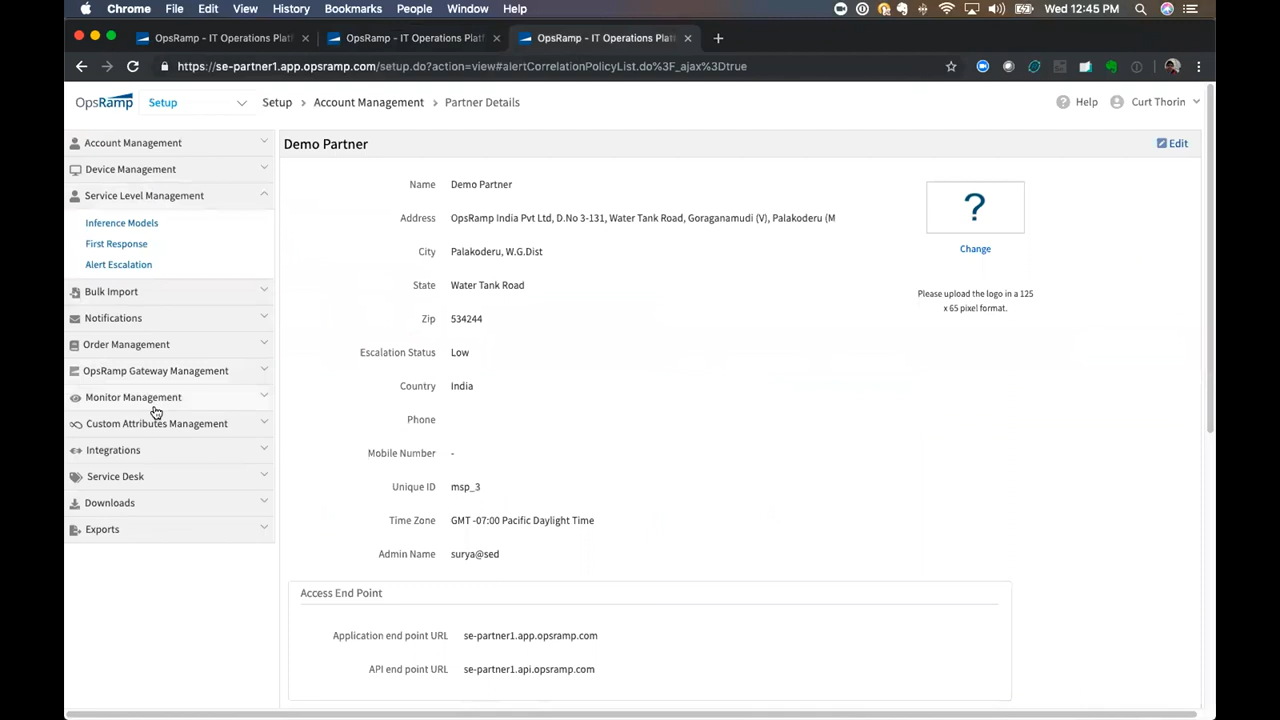 Chrome File Edit View History Bookmarks People Window Help Wed 12:45 PM
OpsRamp - IT Operations Platf
OpsRamp - IT Operations Platf
OpsRamp - IT Operations Platf
https://se-partner1.app.opsramp.com/setup.do?action=view#alertCorrelationPolicyList.do%3F_ajax%3Dtrue
OpsRamp Setup Setup > Account Management > Partner Details Help Curt Thorin
Account Management
Device Management
Service Level Management
Inference Models
First Response
Alert Escalation
Bulk Import
Notifications
Order Management
OpsRamp Gateway Management
Monitor Management
Custom Attributes Management
Integrations
Service Desk
Downloads
Exports
Demo Partner Edit
Name Demo Partner
Address OpsRamp India Pvt Ltd, D.No 3-131, Water Tank Road, Goraganamudi (V), Palakoderu (M
City Palakoderu, W.G.Dist
State Water Tank Road
Zip 534244
Escalation Status Low
Country India
Phone
Mobile Number -
Unique ID msp_3
Time Zone GMT -07:00 Pacific Daylight Time
Admin Name surya@sed
?
Change
Please upload the logo in a 125
x 65 pixel format.
Access End Point
Application end point URL se-partner1.app.opsramp.com
API end point URL se-partner1.api.opsramp.com